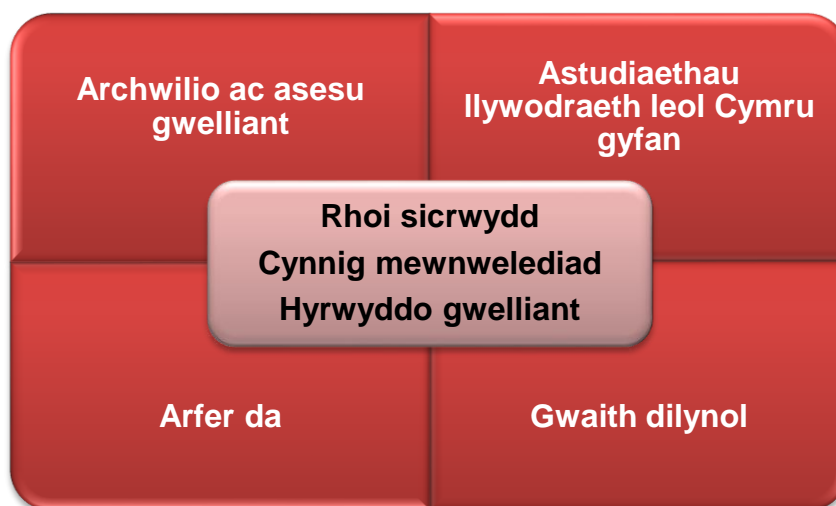 Archwilio ac asesu
gwelliant
Astudiaethau
llywodraeth leol Cymru
gyfan
Rhoi sicrwydd
Cynnig mewnwelediad
Hyrwyddo gwelliant
Arfer da
Gwaith dilynol